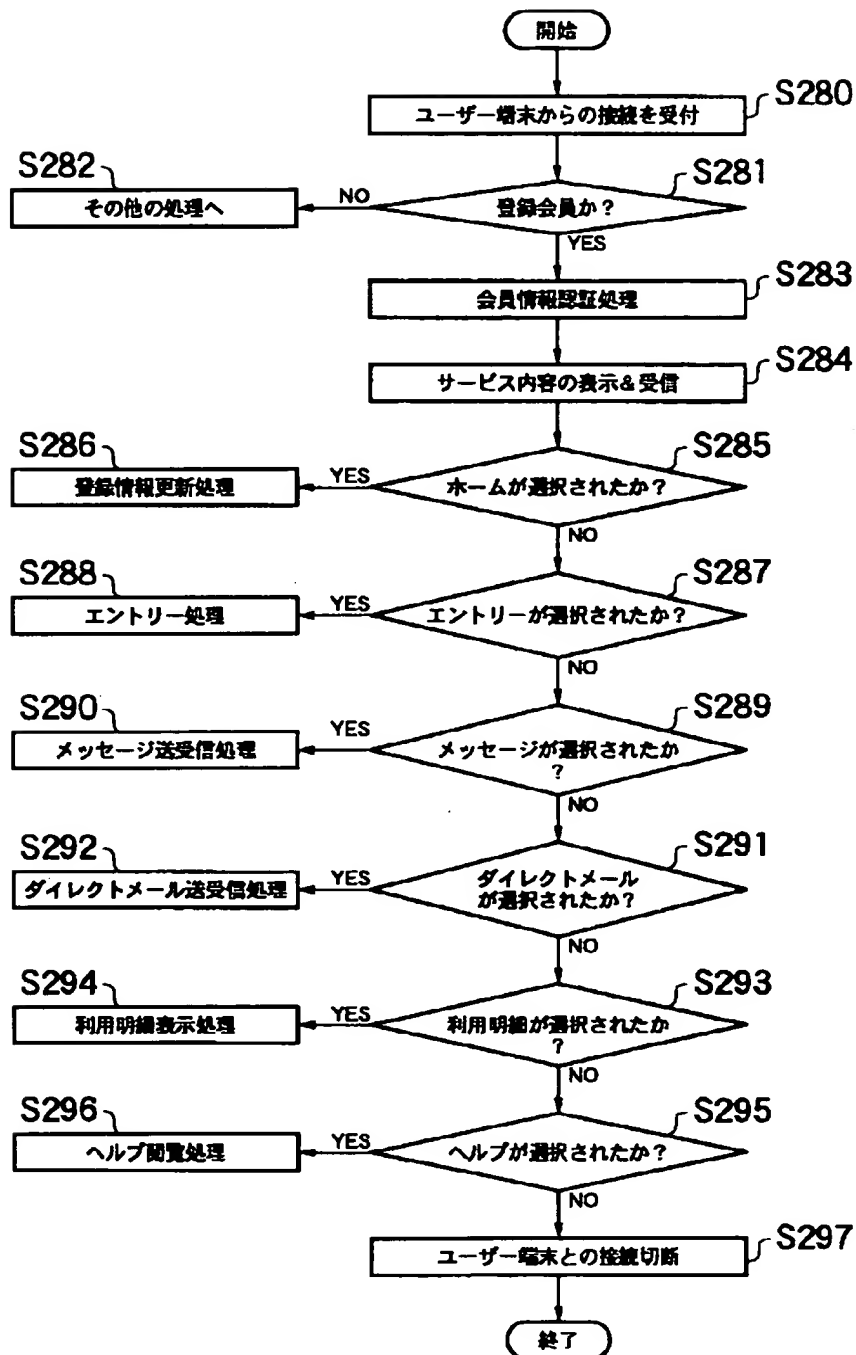 開始
S280
ユーザー端末からの接続を受付
S281
登録会員か？
NO
S282
その他の処理へ
YES
S283
会員情報認証処理
S284
サービス内容の表示&受信
S285
ホームが選択されたか？
YES
S286
登録情報更新処理
NO
S287
エントリーが選択されたか？
YES
S288
エントリー処理
NO
S289
メッセージが選択されたか
？
YES
S290
メッセージ送受信処理
NO
S291
ダイレクトメール
が選択されたか？
YES
S292
ダイレクトメール送受信処理
NO
S293
利用明細が選択されたか
？
YES
S294
利用明細表示処理
NO
S295
ヘルプが選択されたか？
YES
S296
ヘルプ閲覧処理
NO
S297
ユーザー端末との接続切断
終了